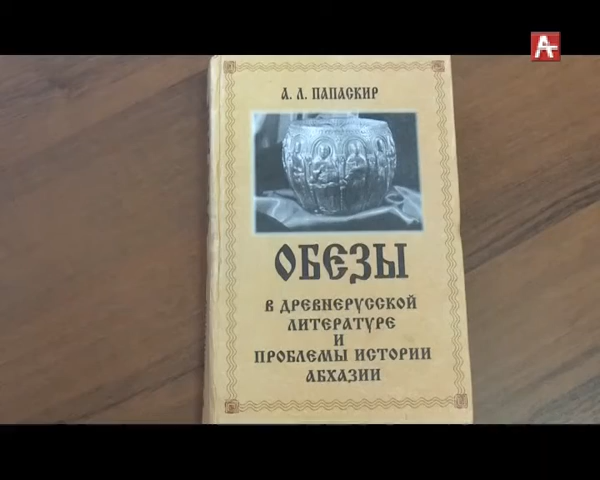 А. Л. ПАПАСКИР
ОБЕЗЫ
В ДРЕВНЕРУССКОЙ
ЛИТЕРАТУРЕ
И
ПРОБЛЕМЫ ИСТОРИИ
АБХАЗИИ